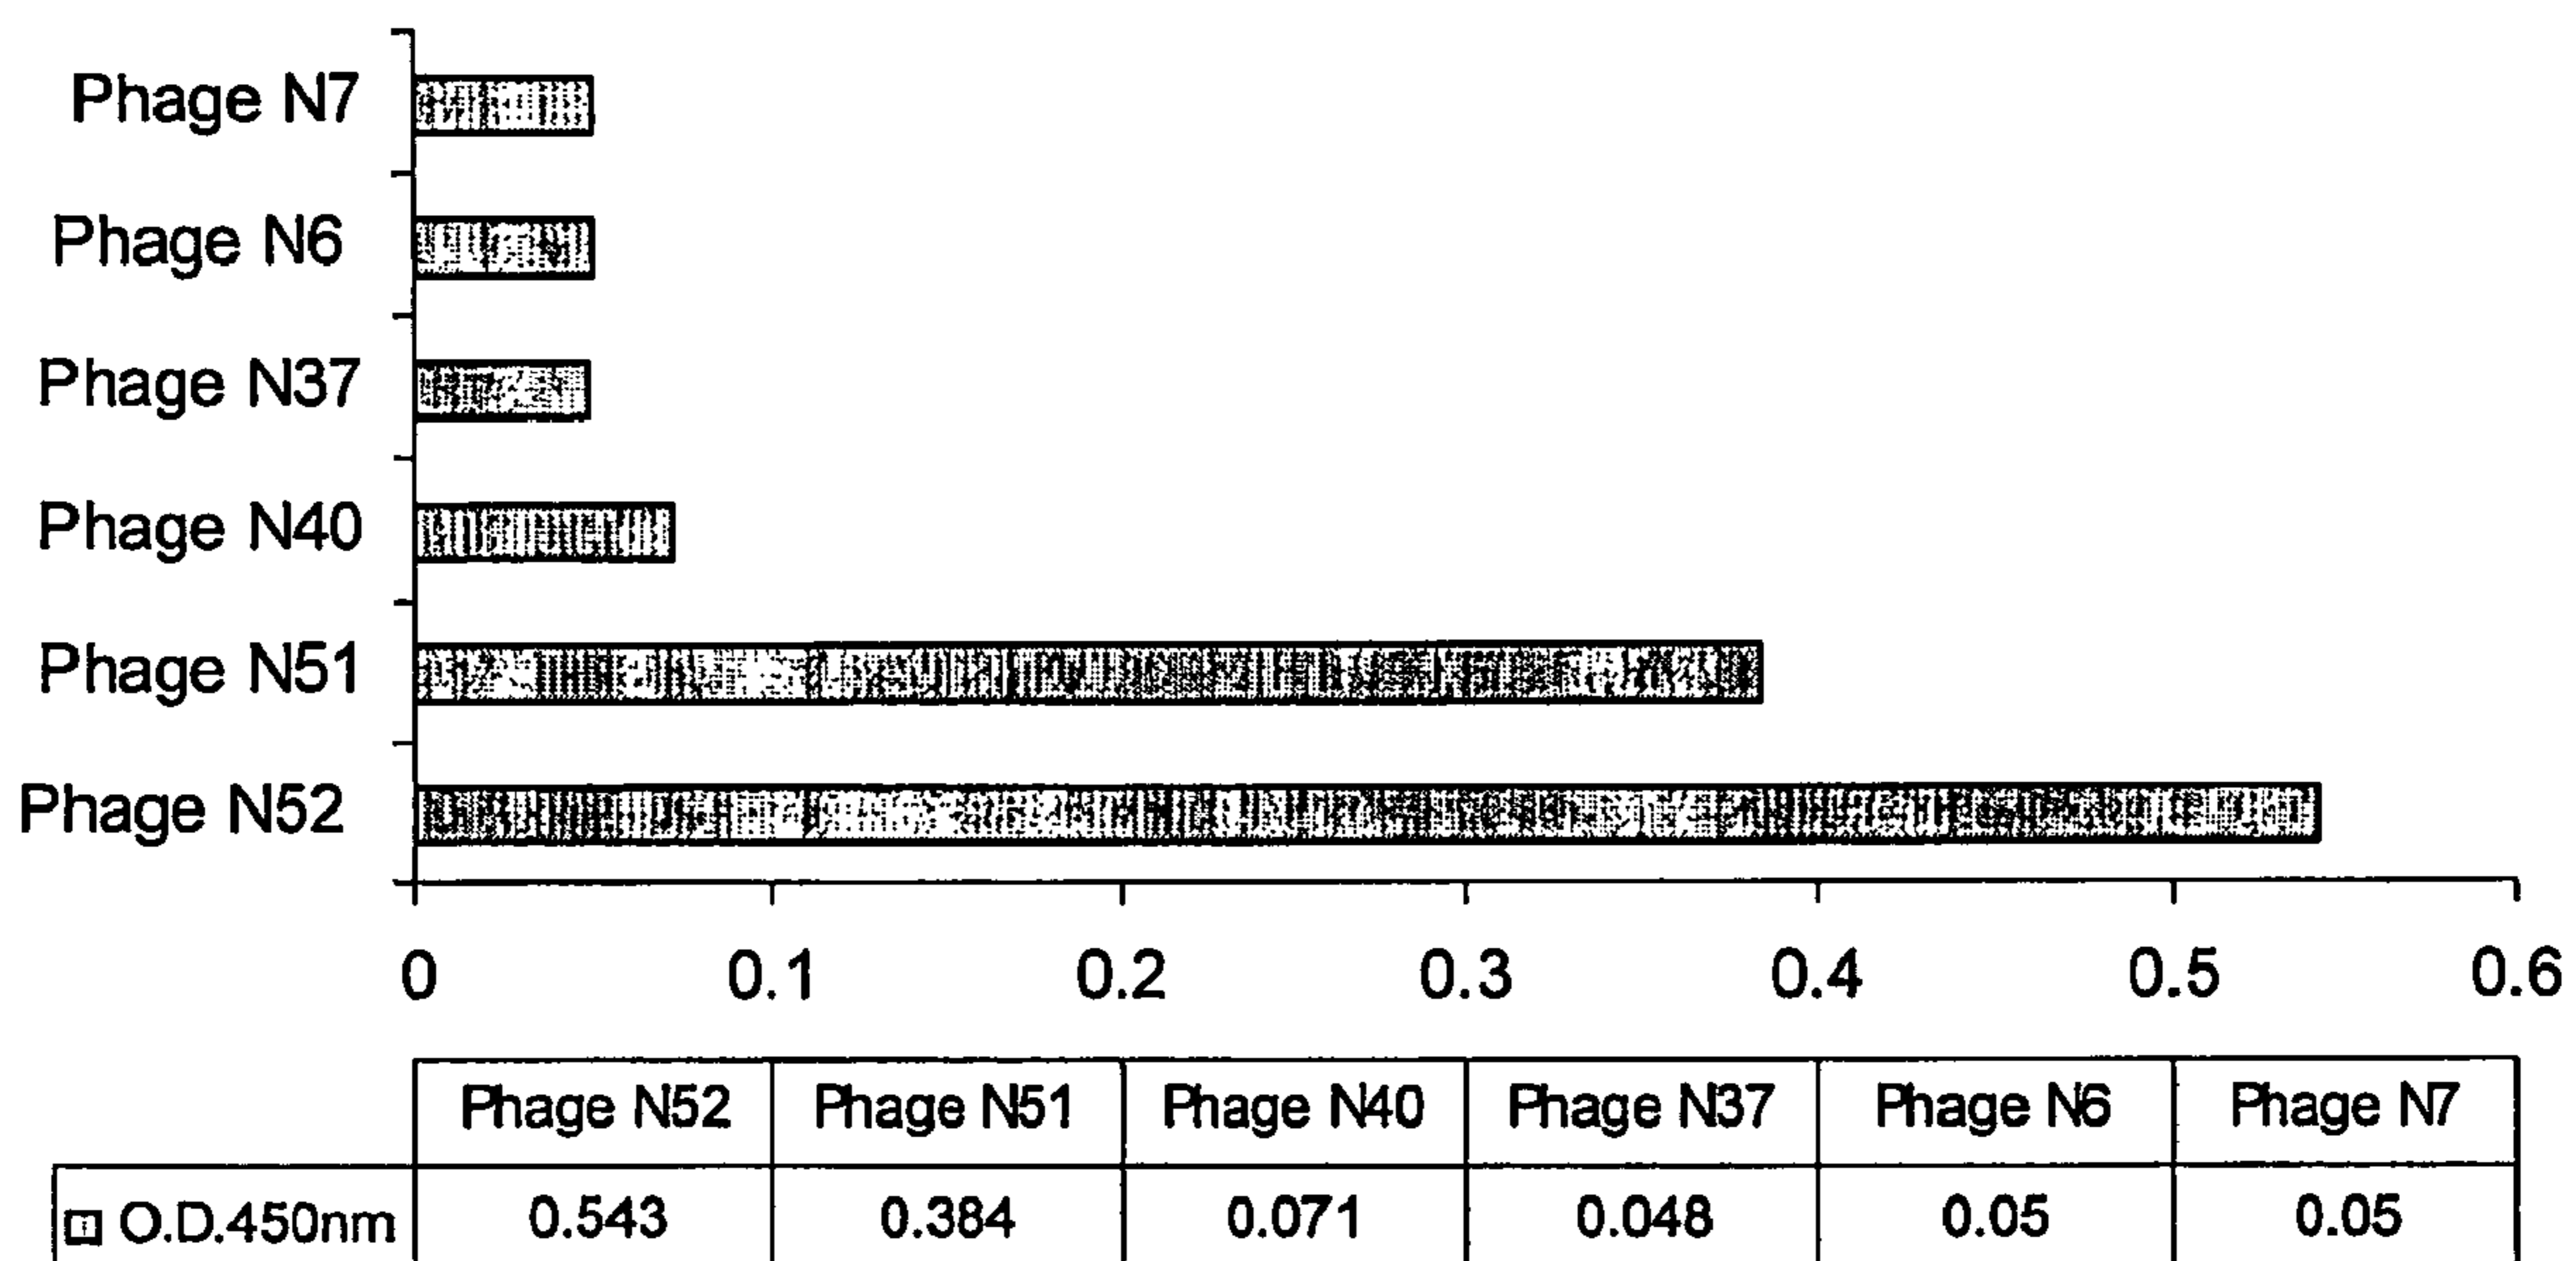 Phage N7
Phage N6
Phage N37
Phage N40
Phage N51
Phage N52
0 0.1 0.2 0.3 0.4 0.5 0.6
Phage N52 Phage N51 Phage N40 Phage N37 Phage N6 Phage N7
O.D.450nm 0.543 0.384 0.071 0.048 0.05 0.05